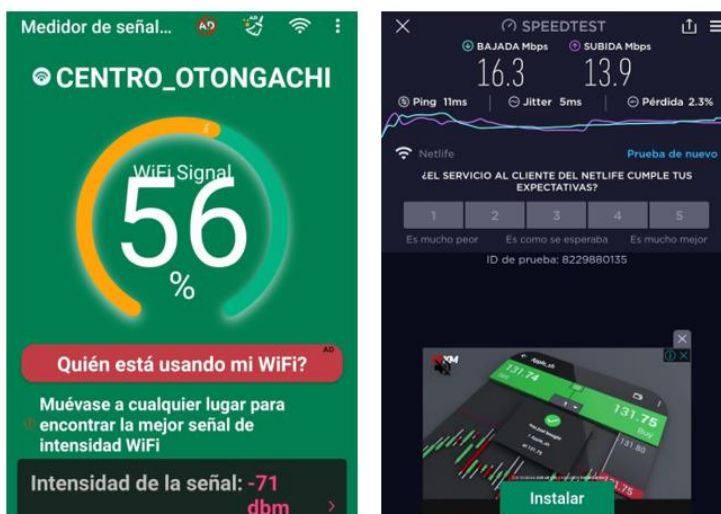 Medidor de señal...
AD
CENTRO_OTONGACHI
WiFi Signal
56
%
Quién está usando mi WiFi?
AD
Muévase a cualquier lugar para
encontrar la mejor señal de
intensidad WiFi
Intensidad de la señal: -71
dbm
SPEEDTEST
BAJADA Mbps
SUBIDA Mbps
16.3
13.9
Ping 11ms
Jitter 5ms
Pérdida 2.3%
Netlife
Prueba de nuevo
¿EL SERVICIO AL CLIENTE DEL NETLIFE CUMPLE TUS
EXPECTATIVAS?
1 2 3 4 5
Es mucho peor Es como se esperaba Es mucho mejor
ID de prueba: 8229880135
131.74
131.75
Buy
131.80
Instalar